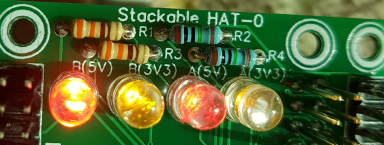 Stackable HAT-0
R1 R2
R3 R4
B(5V) B(3V3) A(5V) A(3V3)